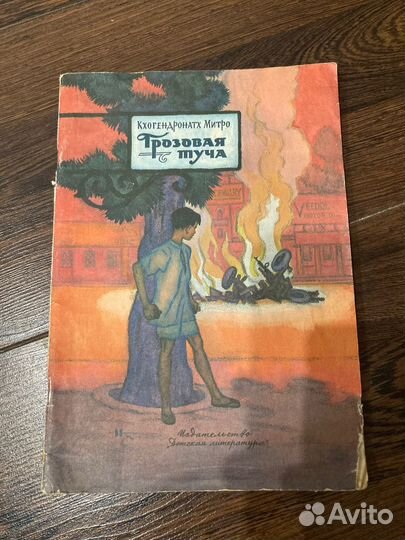 Кхогендронатх Митро
Грозовая
туча
Издательство
„Детская литература"
Avito